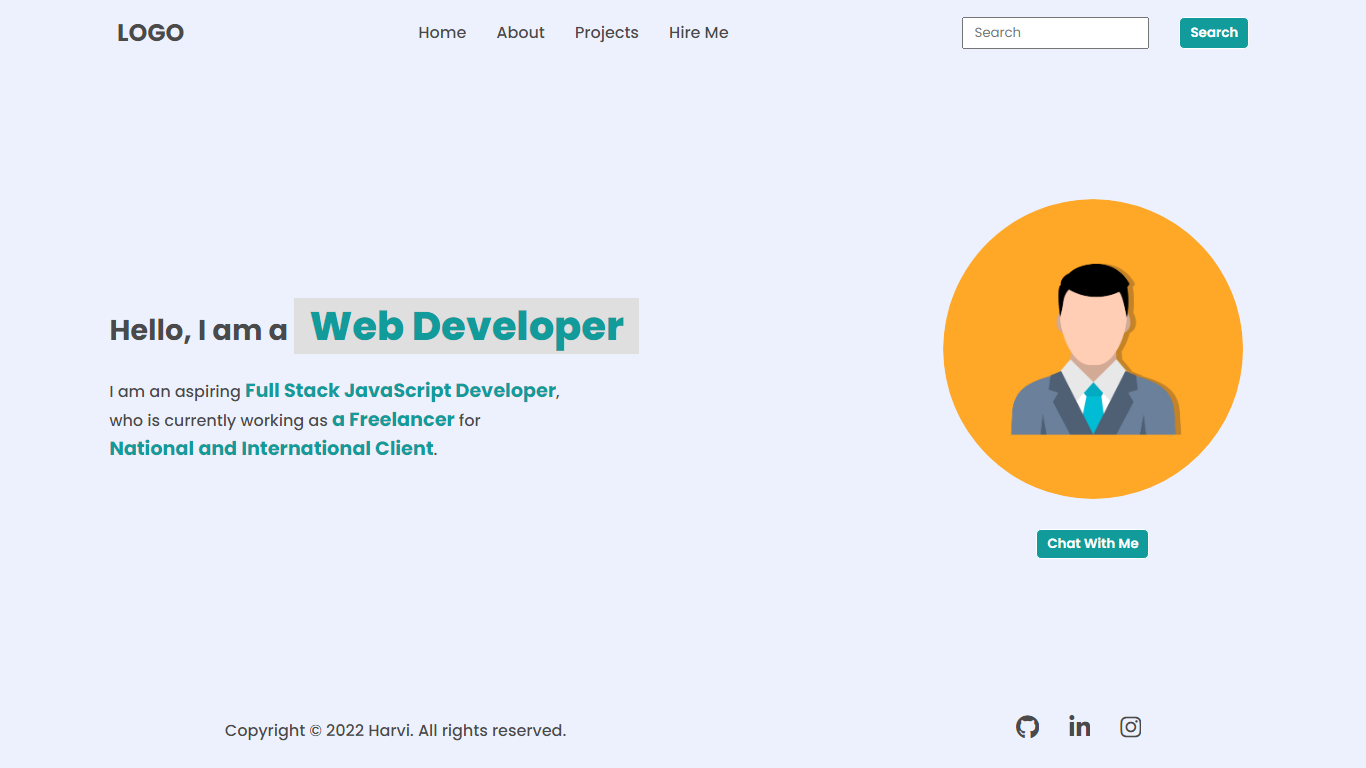 LOGO
Home About Projects Hire Me
Search
Search
Hello, I am a Web Developer
I am an aspiring Full Stack JavaScript Developer,
who is currently working as a Freelancer for
National and International Client.
Chat With Me
Copyright © 2022 Harvi. All rights reserved.
in